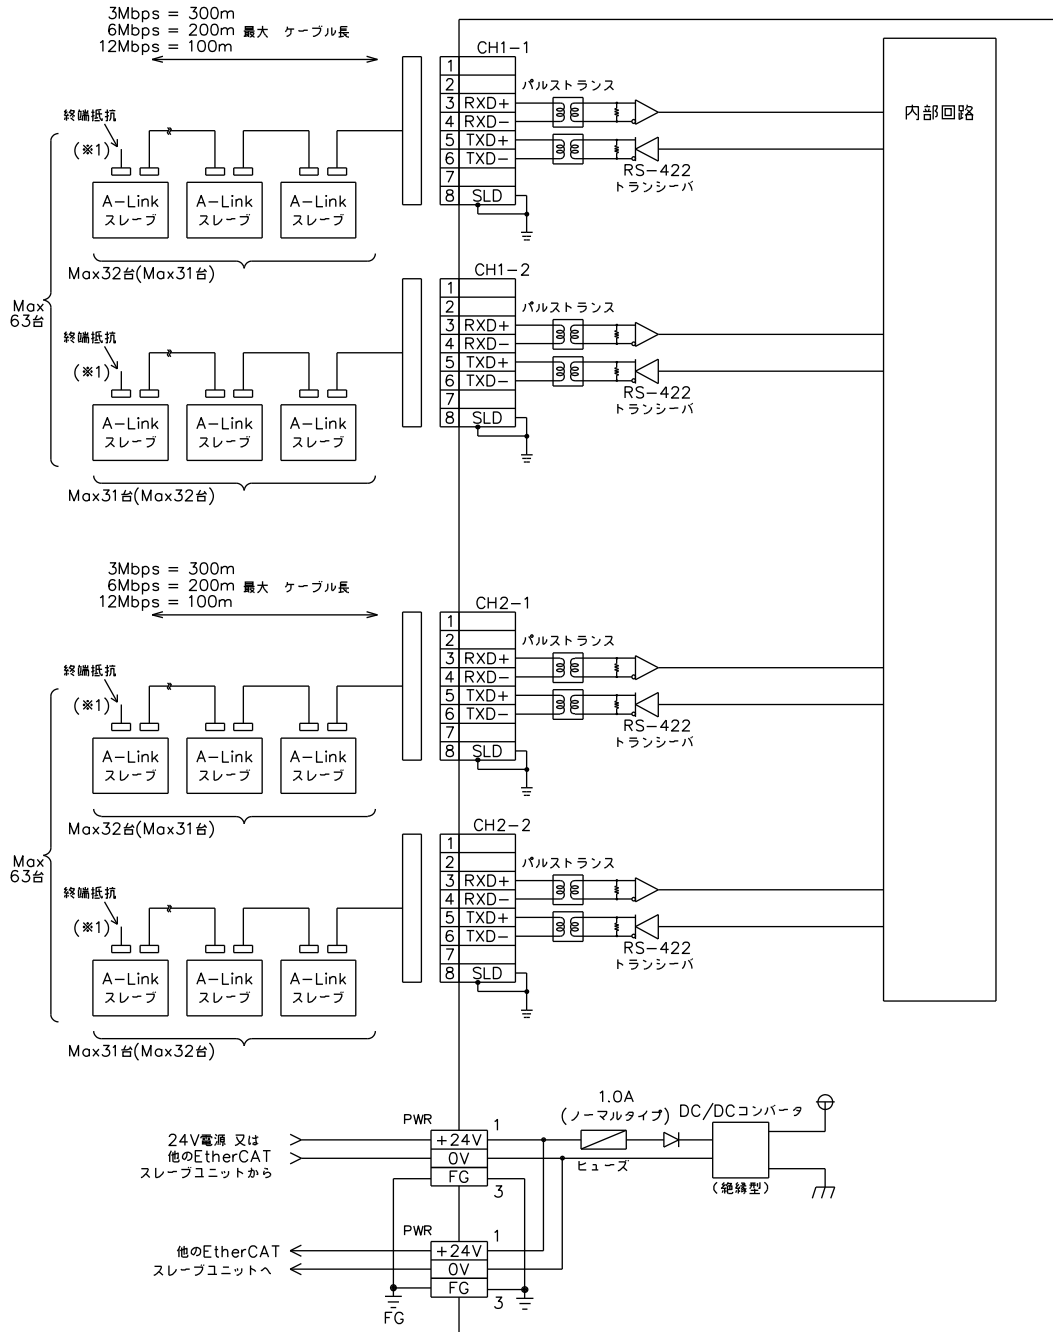 3Mbps = 300m
6Mbps = 200m 最大 ケーブル長
12Mbps = 100m
CH1-1
1
2
3 RXD+
4 RXD-
5 TXD+
6 TXD-
7
8 SLD
パルストランス
RS-422
トランシーバ
内部回路
終端抵抗
(※1)
A-Link
スレーブ
A-Link
スレーブ
A-Link
スレーブ
Max32台(Max31台)
Max
63台
CH1-2
1
2
3 RXD+
4 RXD-
5 TXD+
6 TXD-
7
8 SLD
パルストランス
RS-422
トランシーバ
終端抵抗
(※1)
A-Link
スレーブ
A-Link
スレーブ
A-Link
スレーブ
Max31台(Max32台)
3Mbps = 300m
6Mbps = 200m 最大 ケーブル長
12Mbps = 100m
CH2-1
1
2
3 RXD+
4 RXD-
5 TXD+
6 TXD-
7
8 SLD
パルストランス
RS-422
トランシーバ
終端抵抗
(※1)
A-Link
スレーブ
A-Link
スレーブ
A-Link
スレーブ
Max32台(Max31台)
Max
63台
CH2-2
1
2
3 RXD+
4 RXD-
5 TXD+
6 TXD-
7
8 SLD
パルストランス
RS-422
トランシーバ
終端抵抗
(※1)
A-Link
スレーブ
A-Link
スレーブ
A-Link
スレーブ
Max31台(Max32台)
PWR
1
+24V
0V
FG
3
24V電源 又は
他のEtherCAT
スレーブユニットから
1.0A
(ノーマルタイプ)
ヒューズ
DC/DCコンバータ
(絶縁型)
PWR
1
+24V
0V
FG
3
他のEtherCAT
スレーブユニットへ
FG